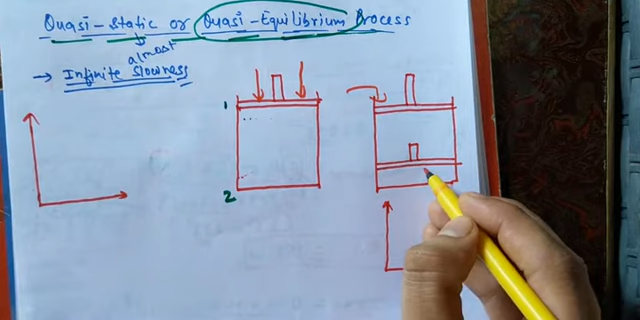 Quasi-Static or Quasi-Equilibrium Process
almost
→ Infinite slowness
1
2